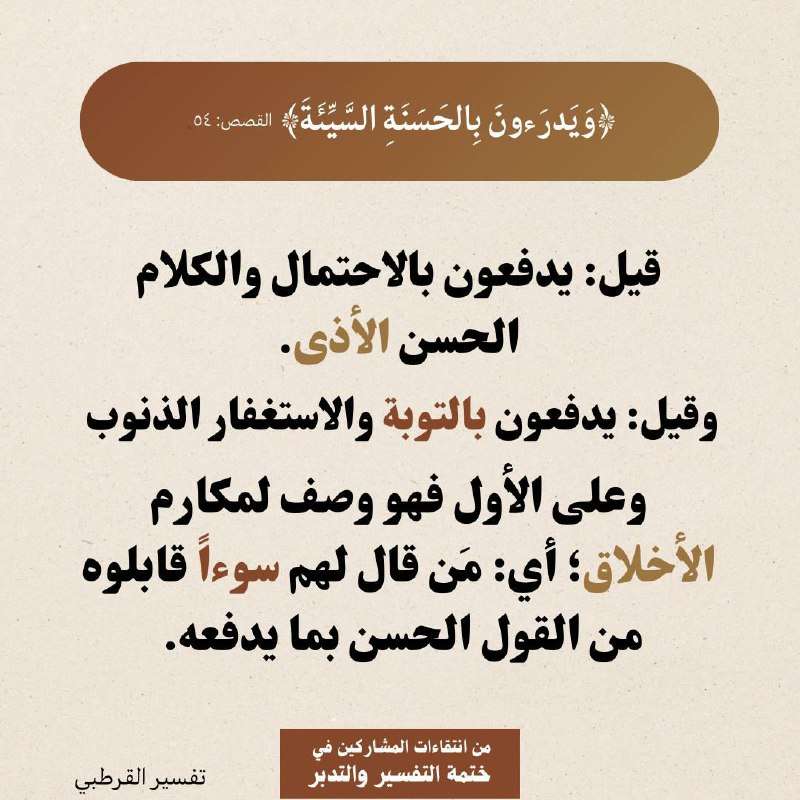 ﴿وَيَدرَءونَ بِالحَسَنَةِ السَّيِّئَةَ﴾ القصص: ٥٤
قيل: يدفعون بالاحتمال والكلام
الحسن الأذى.
وقيل: يدفعون بالتوبة والاستغفار الذنوب
وعلى الأول فهو وصف لمكارم
الأخلاق؛ أي: مَن قال لهم سوءاً قابلوه
من القول الحسن بما يدفعه.
من انتقاءات المشاركين في
ختمة التفسير والتدبر
تفسير القرطبي